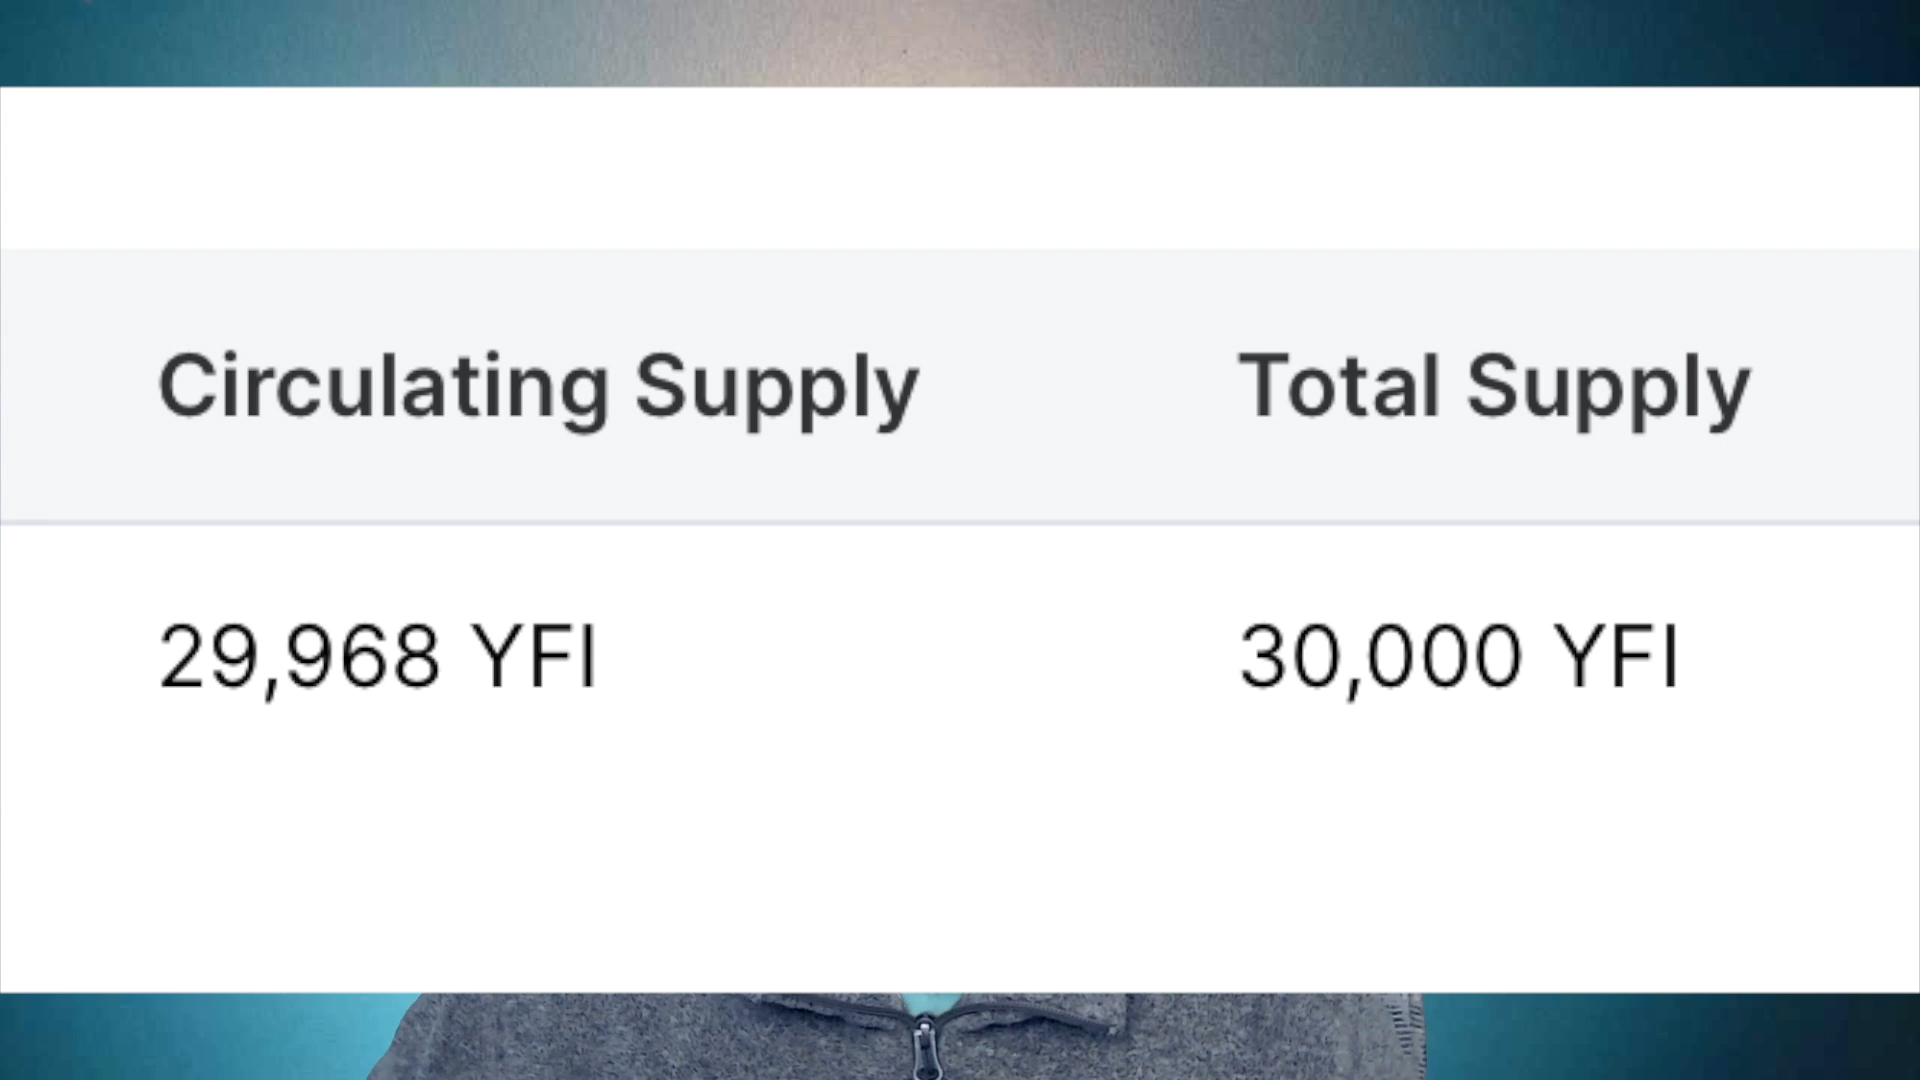 Circulating Supply Total Supply
29,968 YFI 30,000 YFI